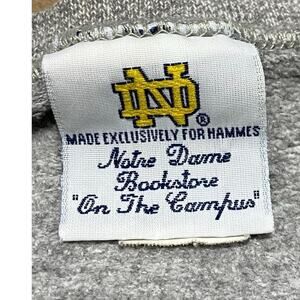 ND®
MADE EXCLUSIVELY FOR HAMMES
Notre Dame
Bookstore
"On The Campus"